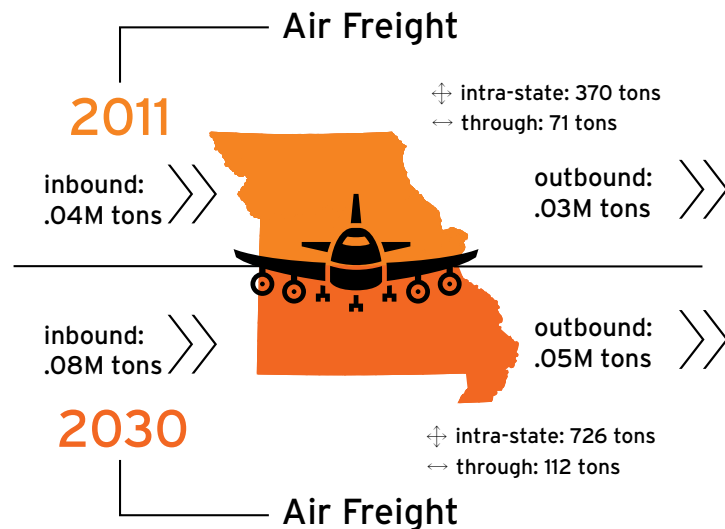 Air Freight
2011
intra-state: 370 tons
through: 71 tons
inbound:
.04M tons
outbound:
.03M tons
inbound:
.08M tons
outbound:
.05M tons
2030
intra-state: 726 tons
through: 112 tons
Air Freight